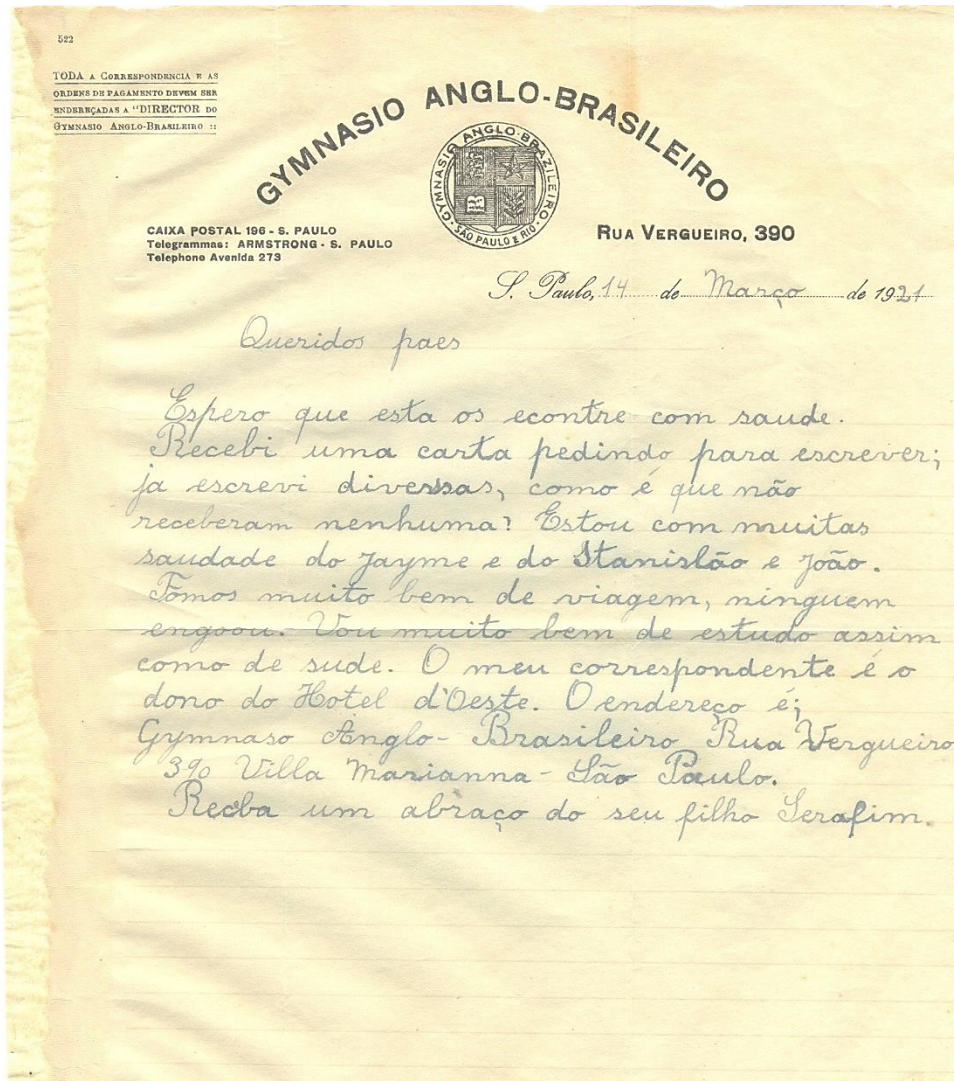 522
TODA A CORRESPONDENCIA E AS
ORDENS DE PAGAMENTO DEVEM SER
ENDEREÇADAS A "DIRECTOR DO
GYMNASIO ANGLO-BRASILEIRO ::
GYMNASIO ANGLO-BRASILEIRO
GYMNASIO ANGLO-BRAZILEIRO · SÃO PAULO E RIO ·
CAIXA POSTAL 196 - S. PAULO
Telegrammas: ARMSTRONG - S. PAULO
Telephone Avenida 273
RUA VERGUEIRO, 390
S. Paulo, 14 de Março de 1921
Queridos paes
Espero que esta os econtre com saude.
Recebi uma carta pedindo para escrever;
ja escrevi diversas, como é que não
receberam nenhuma? Estou com muitas
saudade do Jayme e do Stanislão e João.
Fomos muito bem de viagem, ninguem
engoou. Vou muito bem de estudo assim
como de sude. O meu correspondente é o
dono do Hotel d'Oeste. O endereço é;
Gymnaso Anglo-Brasileiro Rua Vergueiro
390 Villa Marianna - São Paulo.
Recba um abraço do seu filho Serafim.